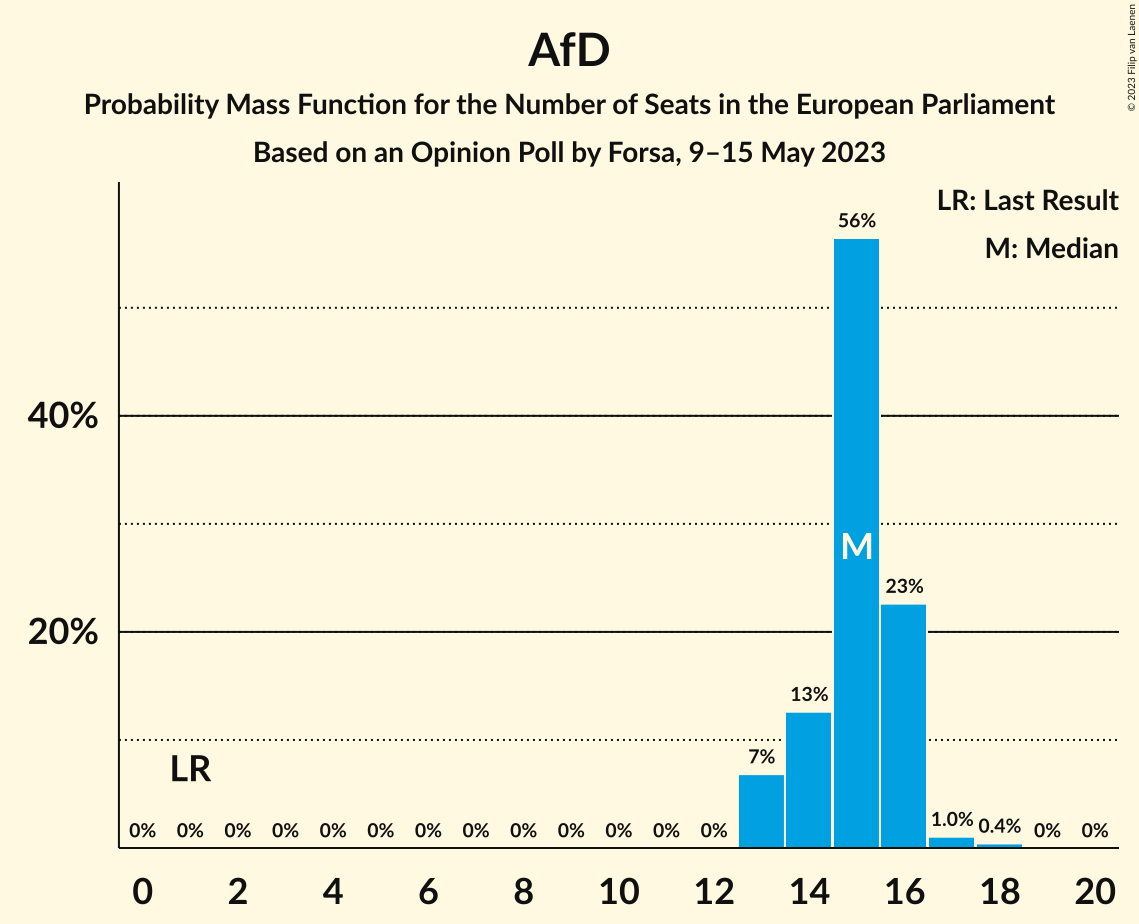 AfD
Probability Mass Function for the Number of Seats in the European Parliament
Based on an Opinion Poll by Forsa, 9–15 May 2023
© 2023 Filip van Laenen
LR: Last Result
M: Median
56%
40%
M
23%
20%
13%
7%
LR
0% 0% 0% 0% 0% 0% 0% 0% 0% 0% 0% 0% 0% 1.0% 0.4% 0% 0%
0 2 4 6 8 10 12 14 16 18 20